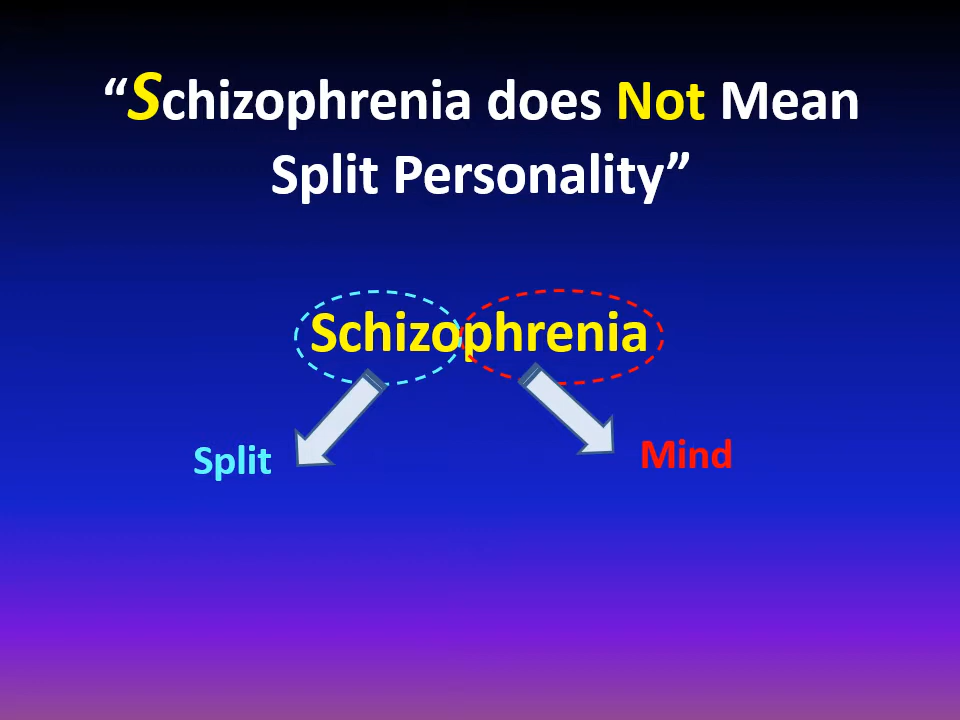 “Schizophrenia does Not Mean
Split Personality”
Schizophrenia
Split
Mind